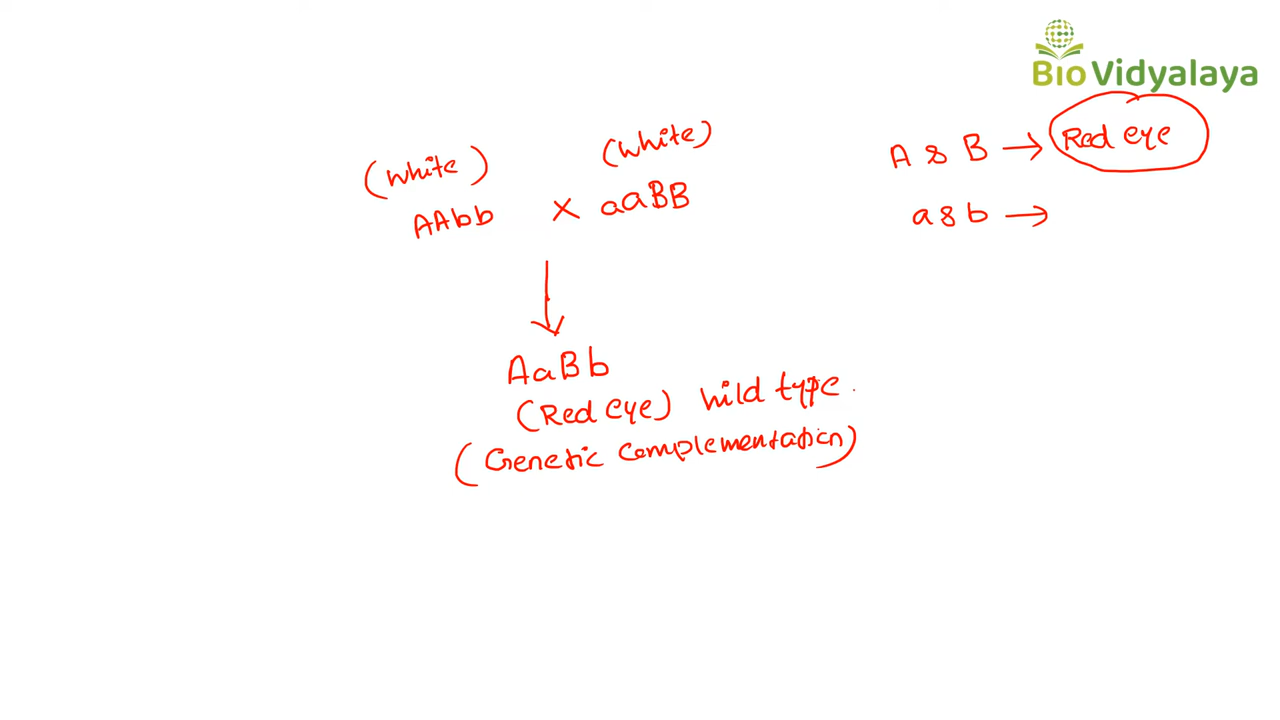 Bio Vidyalaya
(White) (White)
AAbb X aaBB
A & B → Red eye
a & b →
AaBb
(Red eye) wild type.
(Genetic complementation)